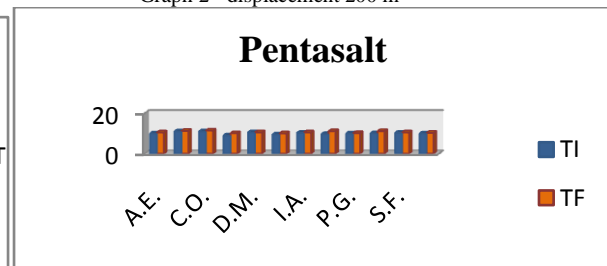 Pentasalt
20
0
A.E.
C.O.
D.M.
I.A.
P.G.
S.F.
TI
TF